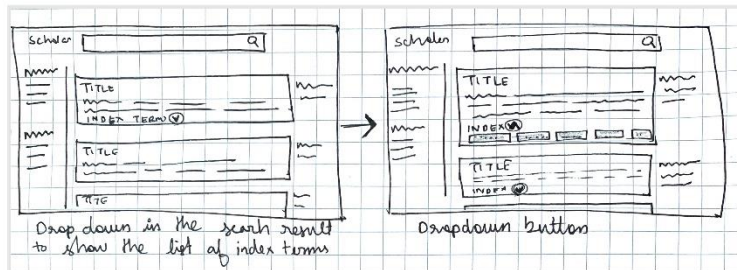 Scholar
TITLE
INDEX TERM
TITLE
TITLE
Drop down in the search result
to show the list of index terms
Scholar
TITLE
INDEX
TITLE
INDEX
Dropdown button